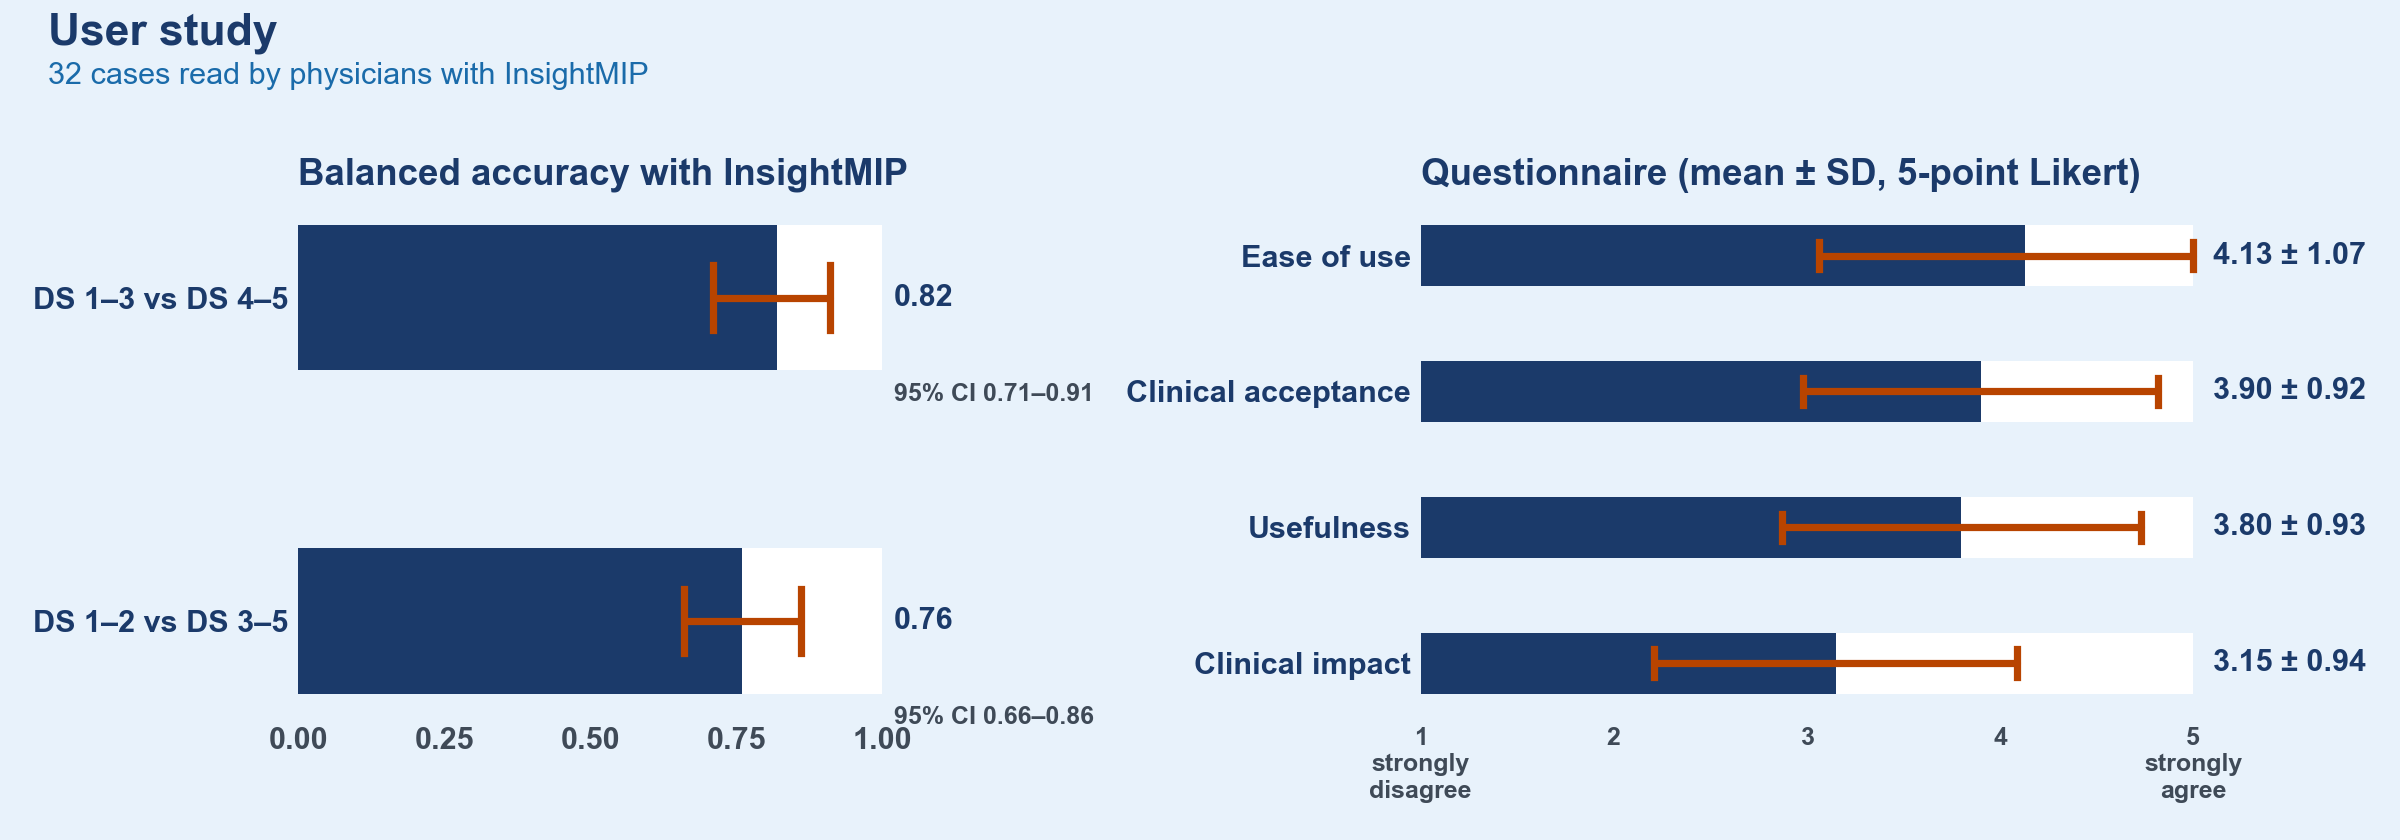 User study
32 cases read by physicians with InsightMIP
Balanced accuracy with InsightMIP
DS 1–3 vs DS 4–5
0.82
95% CI 0.71–0.91
DS 1–2 vs DS 3–5
0.76
95% CI 0.66–0.86
0.00 0.25 0.50 0.75 1.00
Questionnaire (mean ± SD, 5-point Likert)
Ease of use
4.13 ± 1.07
Clinical acceptance
3.90 ± 0.92
Usefulness
3.80 ± 0.93
Clinical impact
3.15 ± 0.94
1 2 3 4 5
strongly
disagree
strongly
agree